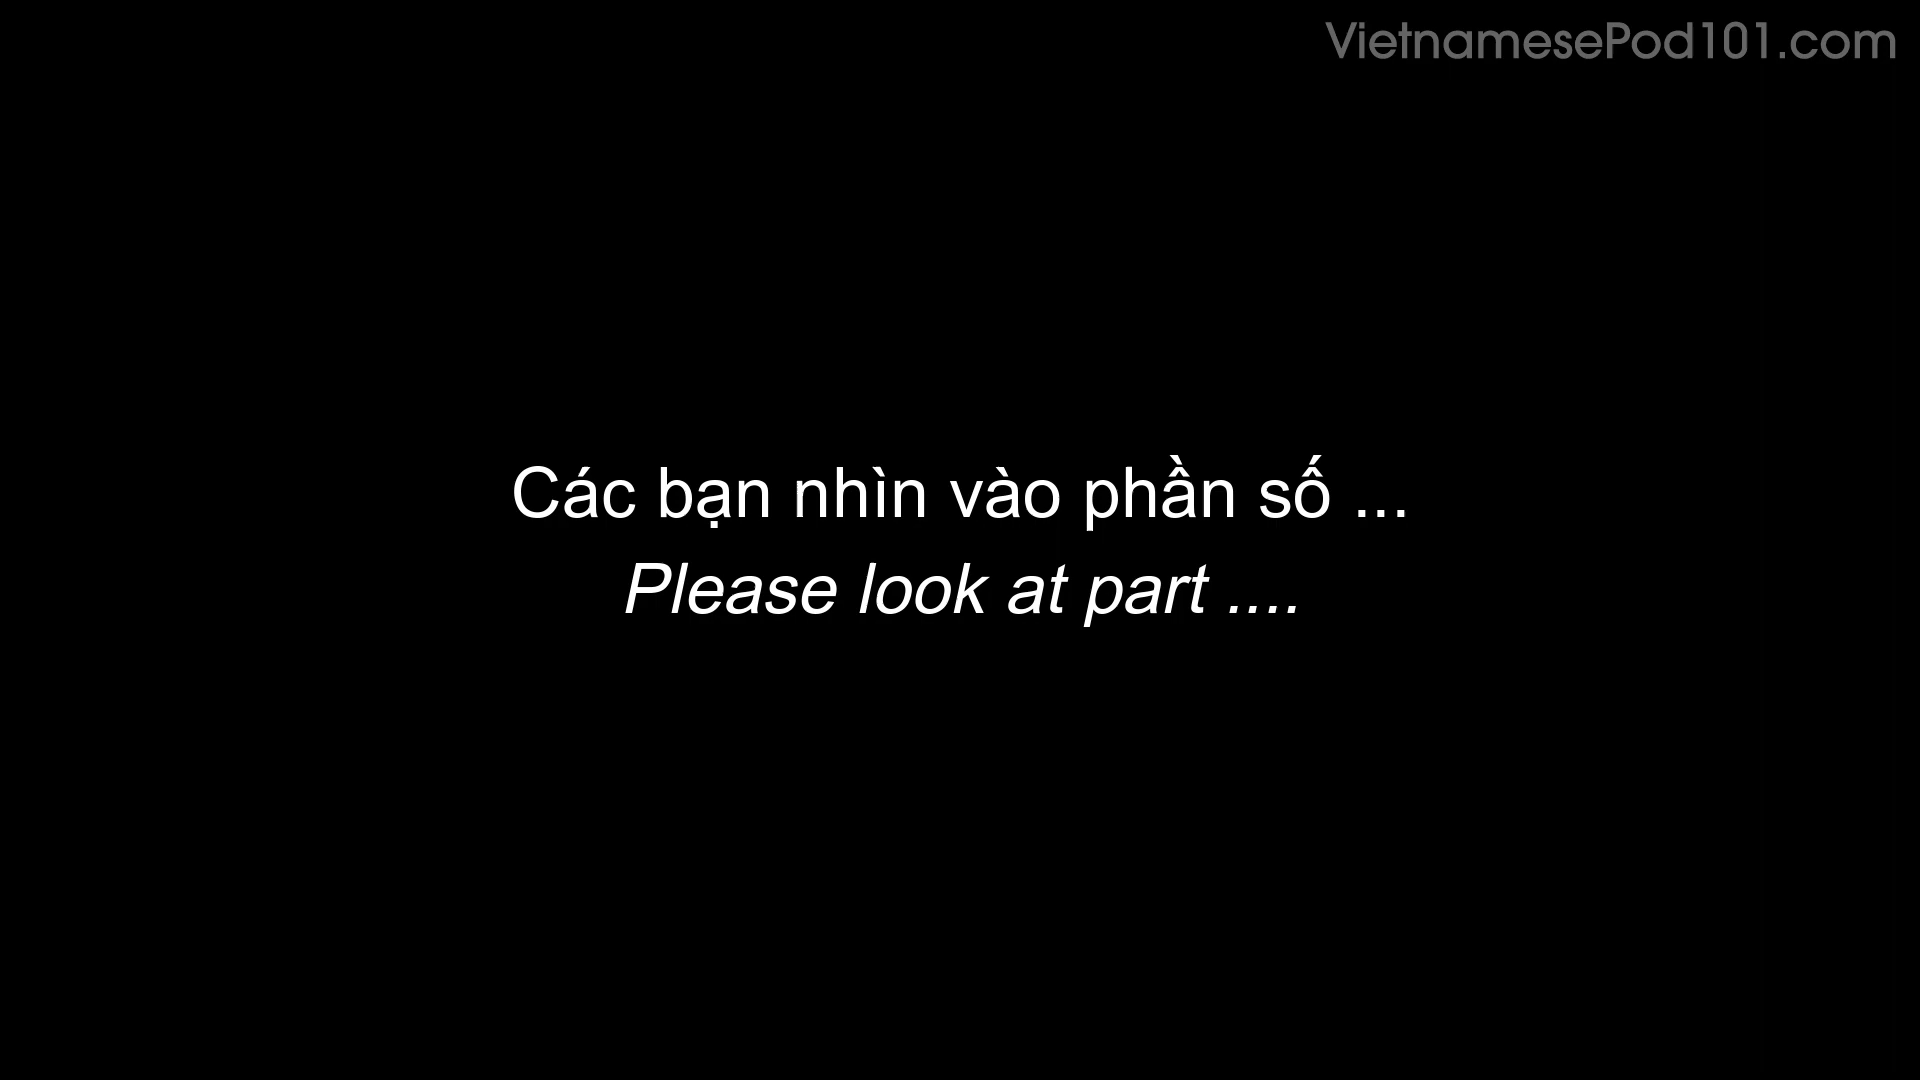 VietnamesePod101.com
Các bạn nhìn vào phần số ...
Please look at part ....